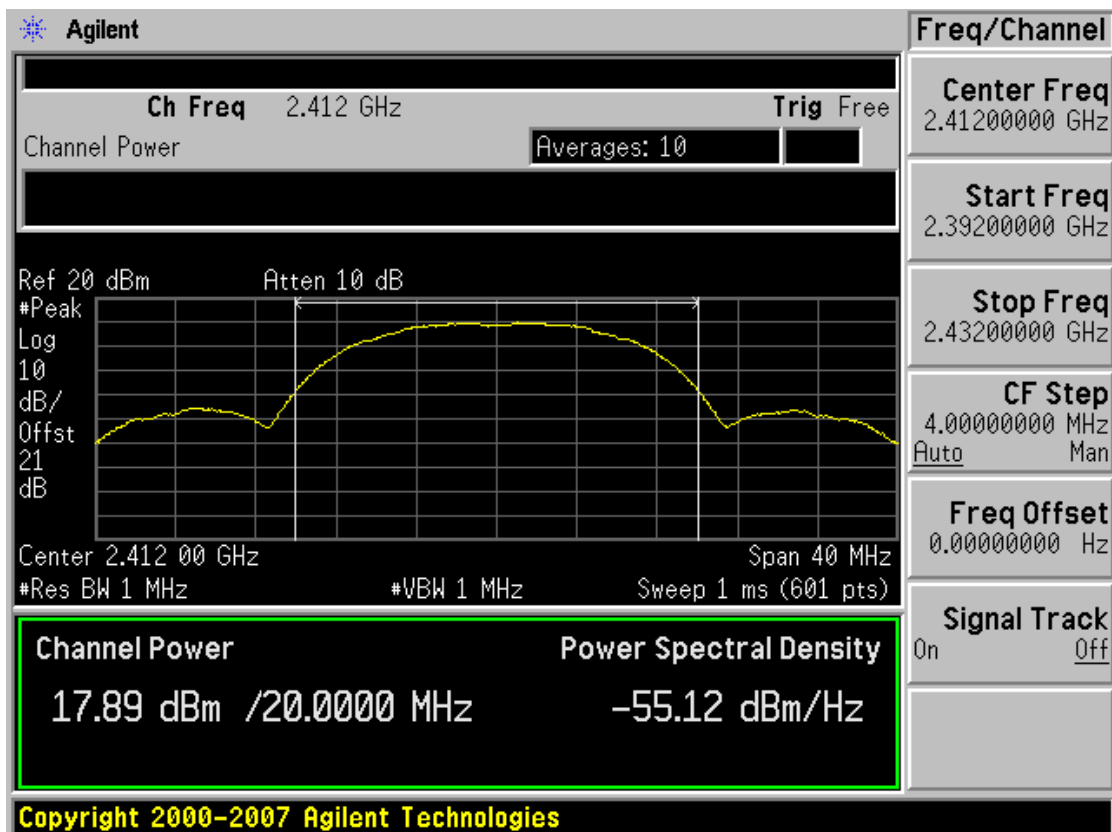 Agilent
Freq/Channel
Ch Freq 2.412 GHz Trig Free
Channel Power Averages: 10
Ref 20 dBm Atten 10 dB
#Peak
Log
10
dB/
Offst
21
dB
Center 2.412 00 GHz Span 40 MHz
#Res BW 1 MHz #VBW 1 MHz Sweep 1 ms (601 pts)
Channel Power Power Spectral Density
17.89 dBm /20.0000 MHz -55.12 dBm/Hz
Center Freq
2.41200000 GHz
Start Freq
2.39200000 GHz
Stop Freq
2.43200000 GHz
CF Step
4.00000000 MHz
Auto Man
Freq Offset
0.00000000 Hz
Signal Track
On Off
Copyright 2000-2007 Agilent Technologies